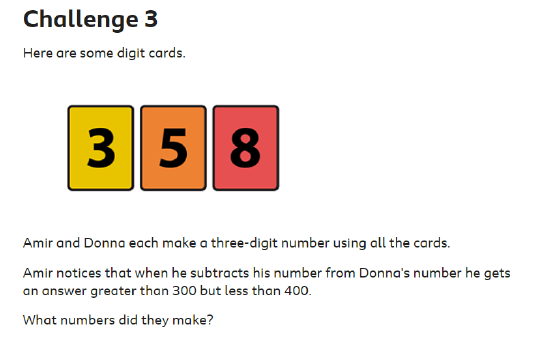 Challenge 3
Here are some digit cards.
3 5 8
Amir and Donna each make a three-digit number using all the cards.
Amir notices that when he subtracts his number from Donna's number he gets
an answer greater than 300 but less than 400.
What numbers did they make?